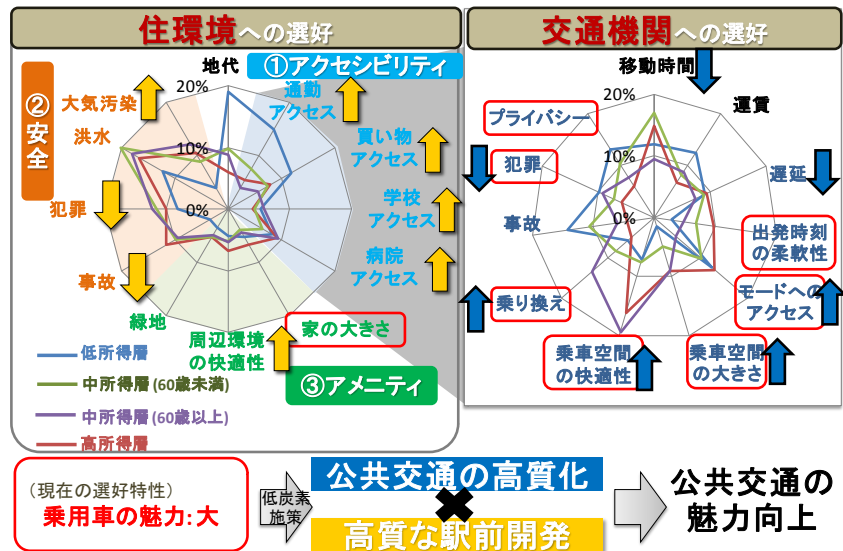 住環境への選好
地代
①アクセシビリティ
②安全
大気汚染
洪水
犯罪
事故
20%
10%
0%
通勤
アクセス
買い物
アクセス
学校
アクセス
病院
アクセス
緑地
周辺環境
の快適性
家の大きさ
③アメニティ
低所得層
中所得層(60歳未満)
中所得層(60歳以上)
高所得層
交通機関への選好
移動時間
20%
10%
0%
運賃
プライバシー
犯罪
遅延
事故
出発時刻
の柔軟性
乗り換え
モードへの
アクセス
乗車空間
の快適性
乗車空間
の大きさ
(現在の選好特性)
乗用車の魅力:大
低炭素
施策
公共交通の高質化
高質な駅前開発
公共交通の
魅力向上